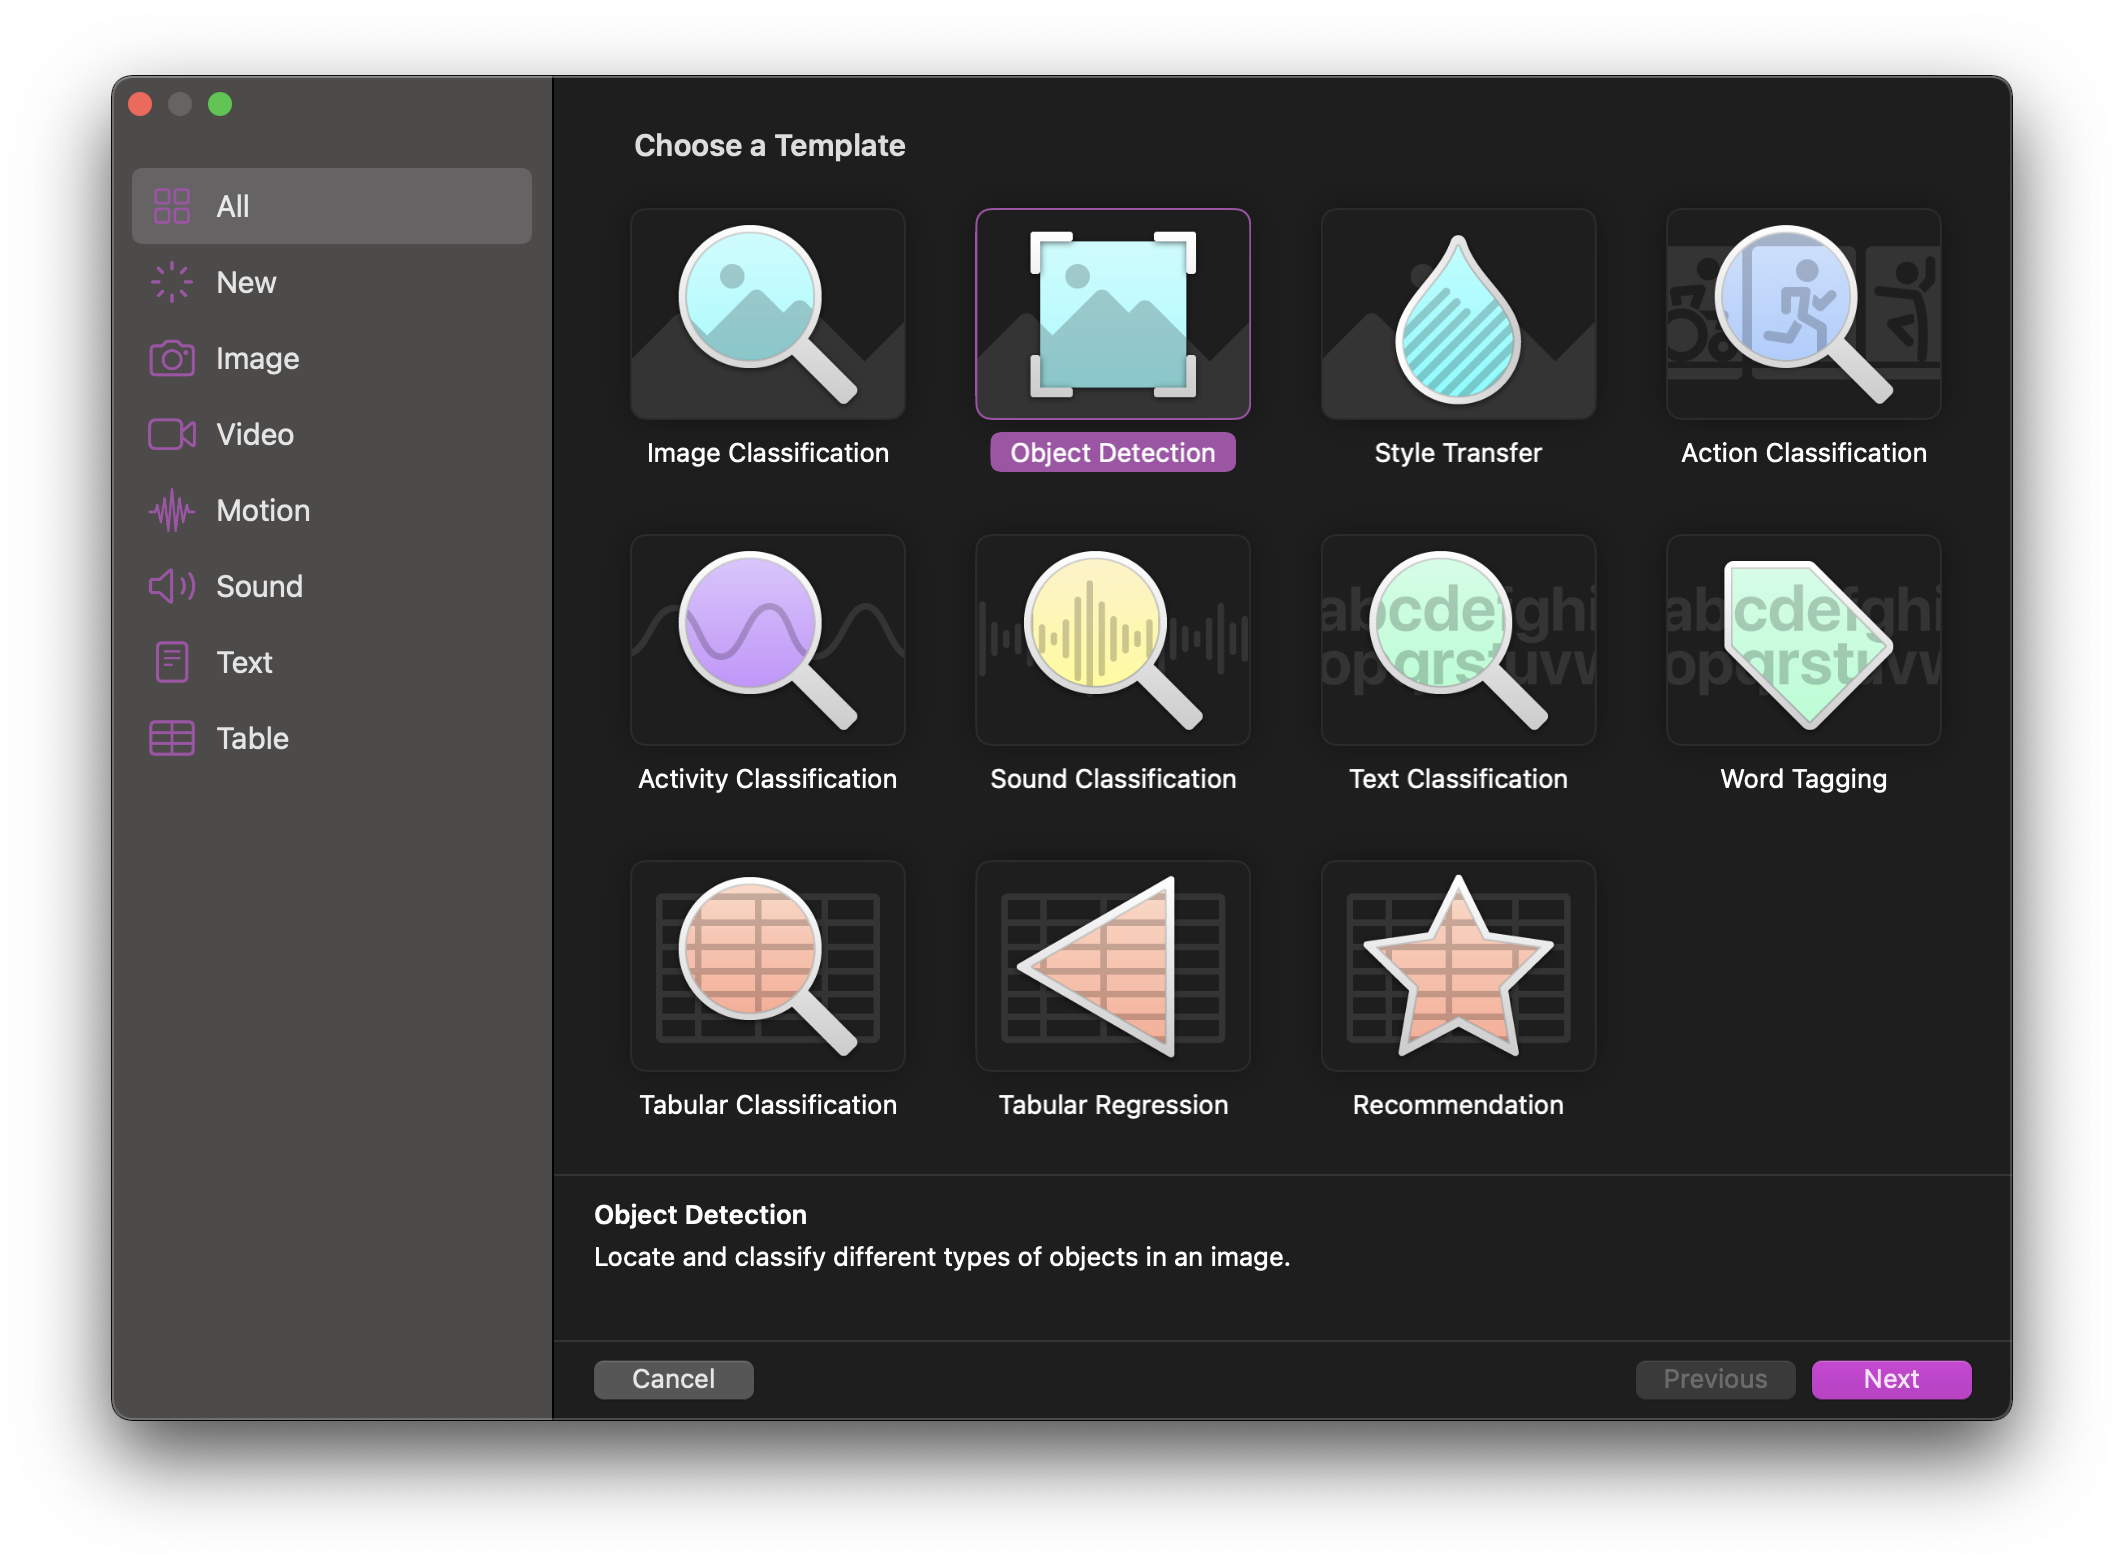 All
New
Image
Video
Motion
Sound
Text
Table
Choose a Template
Image Classification
Object Detection
Style Transfer
Action Classification
abcdefghi
opqrstuvw
abcdefghi
opqrstuvw
Activity Classification
Sound Classification
Text Classification
Word Tagging
Tabular Classification
Tabular Regression
Recommendation
Object Detection
Locate and classify different types of objects in an image.
Cancel
Previous
Next